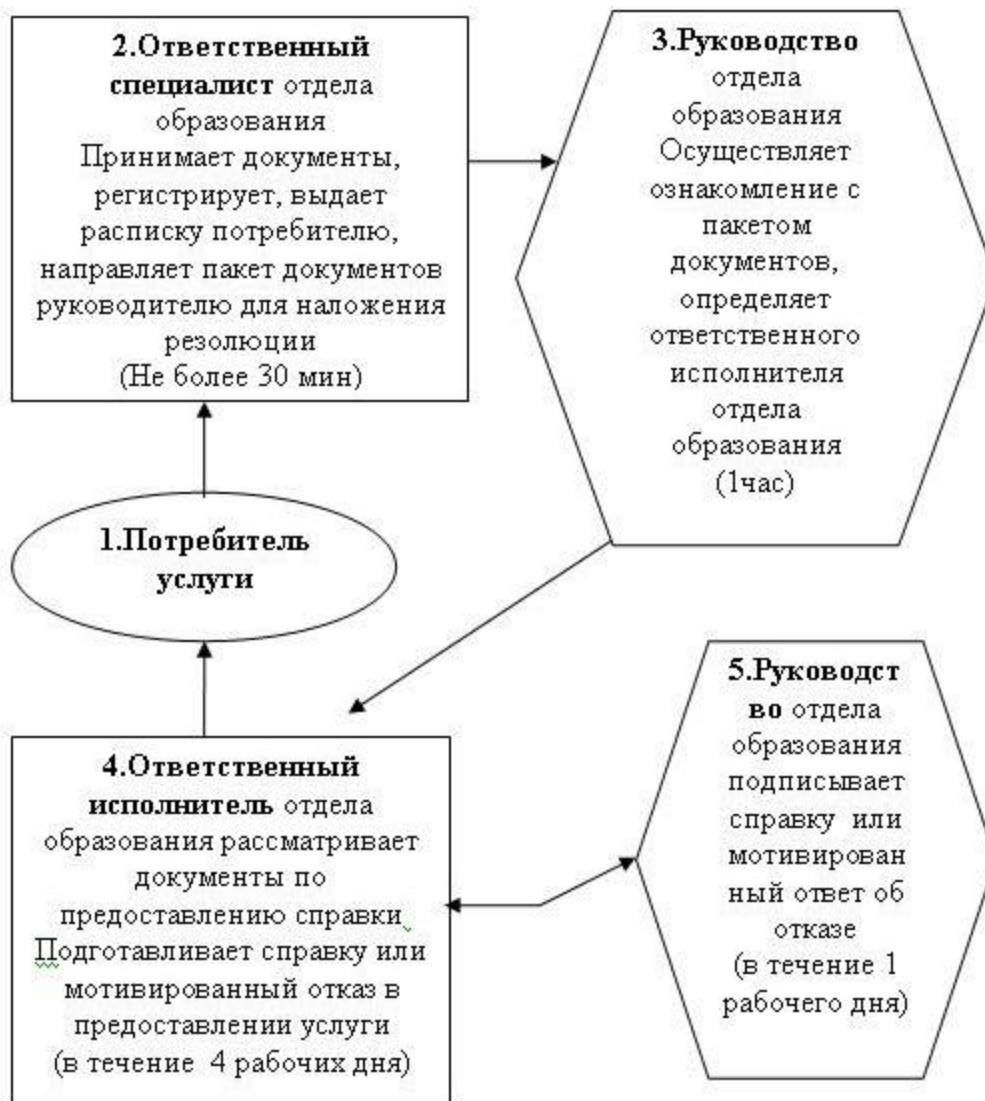 2.Ответственный
специалист отдела
образования
Принимает документы,
регистрирует, выдает
расписку потребителю,
направляет пакет документов
руководителю для наложения
резолюции
(Не более 30 мин)
3.Руководство
отдела
образования
Осуществляет
ознакомление с
пакетом
документов,
определяет
ответственного
исполнителя
отдела
образования
(1час)
1.Потребитель
услуги
4.Ответственный
исполнитель отдела
образования рассматривает
документы по
предоставлению справки
Подготавливает справку или
мотивированный отказ в
предоставлении услуги
(в течение 4 рабочих дня)
5.Руководст
во отдела
образования
подписывает
справку или
мотивирован
ный ответ об
отказе
(в течение 1
рабочего дня)